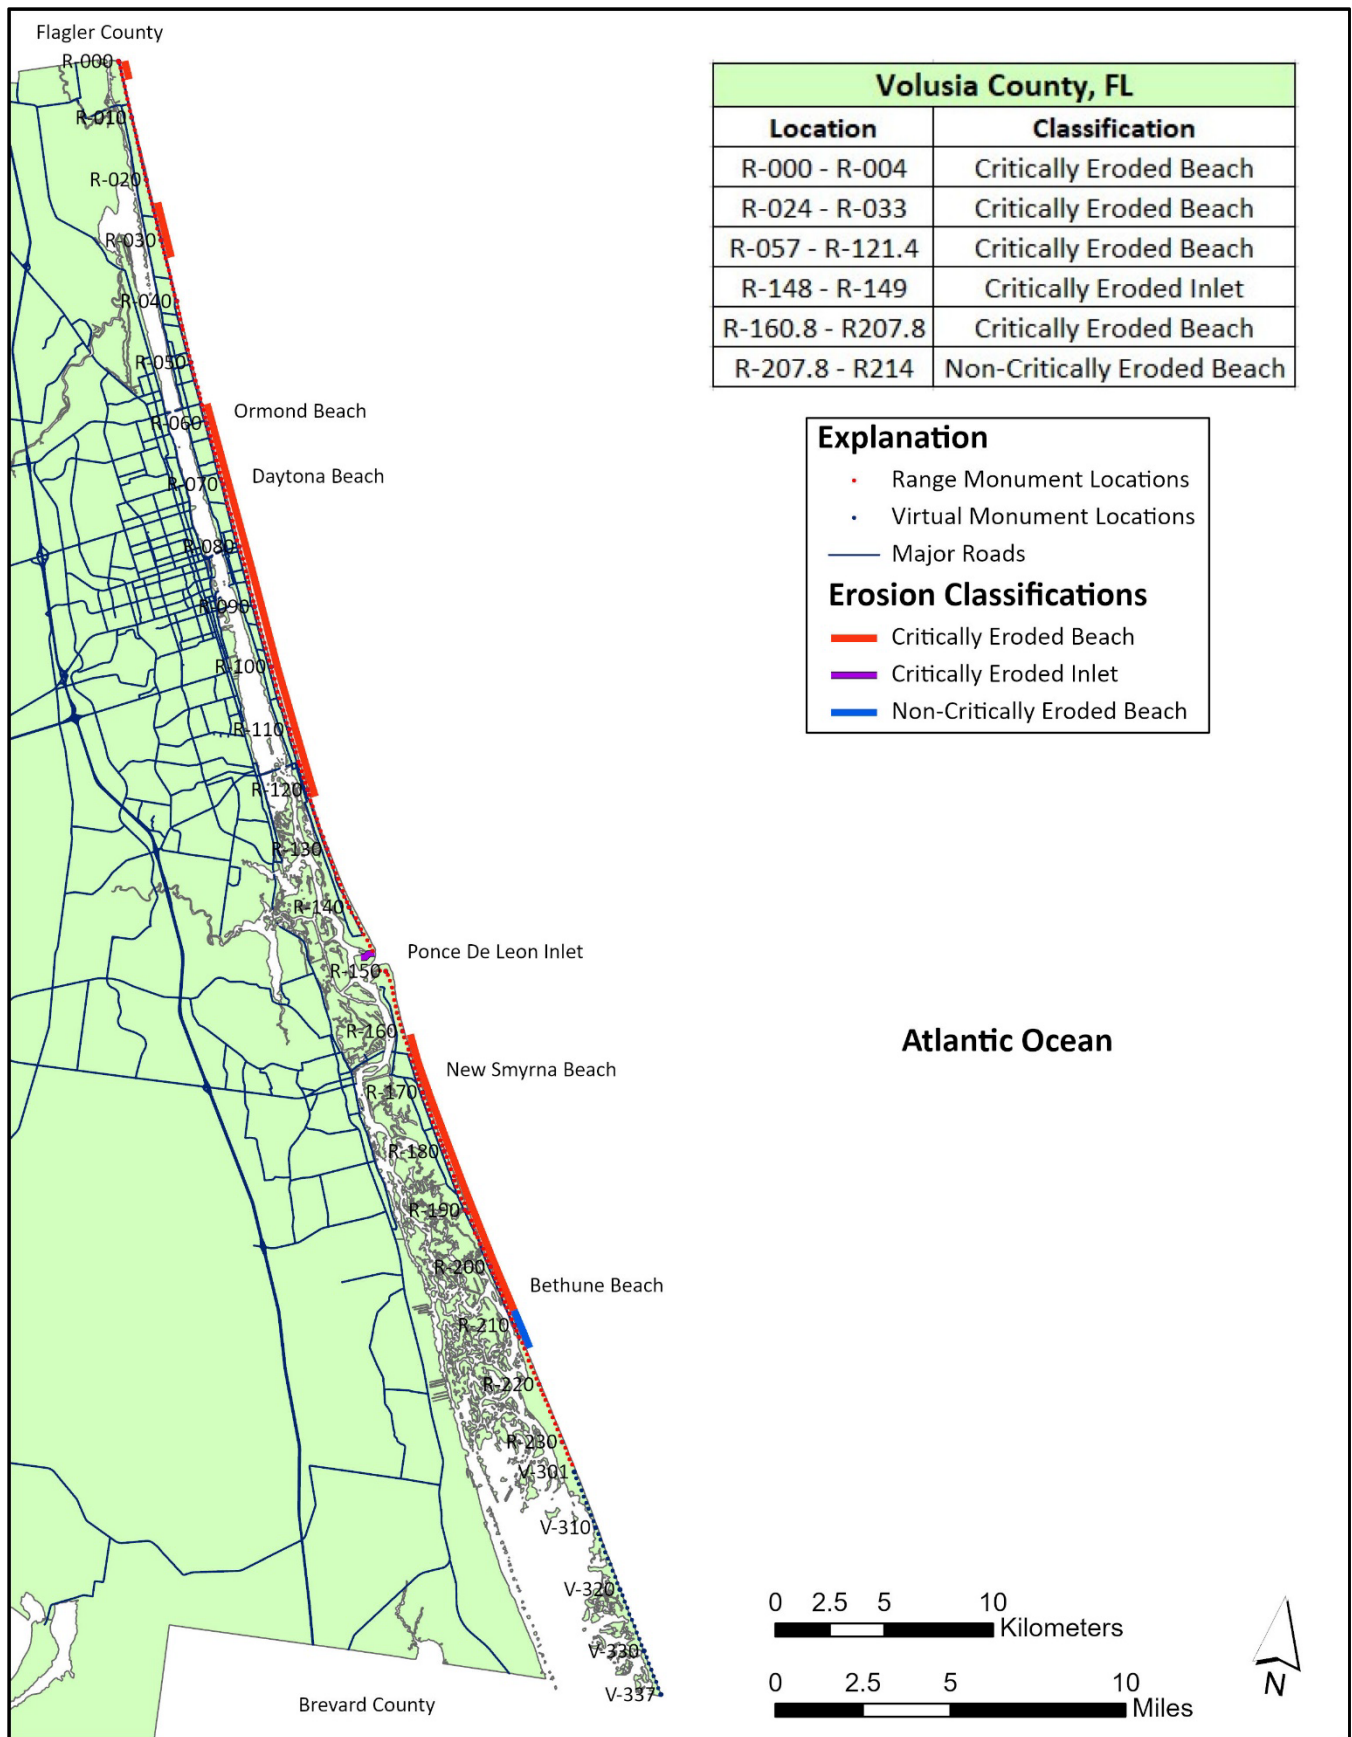 Flagler County
R-000
R-010
R-020
R-030
R-040
R-050
R-060
R-070
R-080
R-090
R-100
R-110
R-120
R-130
R-140
R-150
R-160
R-170
R-180
R-190
R-200
R-210
R-220
R-230
V-301
V-310
V-320
V-330
V-337
Ormond Beach
Daytona Beach
Ponce De Leon Inlet
New Smyrna Beach
Bethune Beach
Brevard County
Volusia County, FL
Location Classification
R-000 - R-004 Critically Eroded Beach
R-024 - R-033 Critically Eroded Beach
R-057 - R-121.4 Critically Eroded Beach
R-148 - R-149 Critically Eroded Inlet
R-160.8 - R207.8 Critically Eroded Beach
R-207.8 - R214 Non-Critically Eroded Beach
Explanation
Range Monument Locations
Virtual Monument Locations
Major Roads
Erosion Classifications
Critically Eroded Beach
Critically Eroded Inlet
Non-Critically Eroded Beach
Atlantic Ocean
0 2.5 5 10
Kilometers
0 2.5 5 10
Miles
N